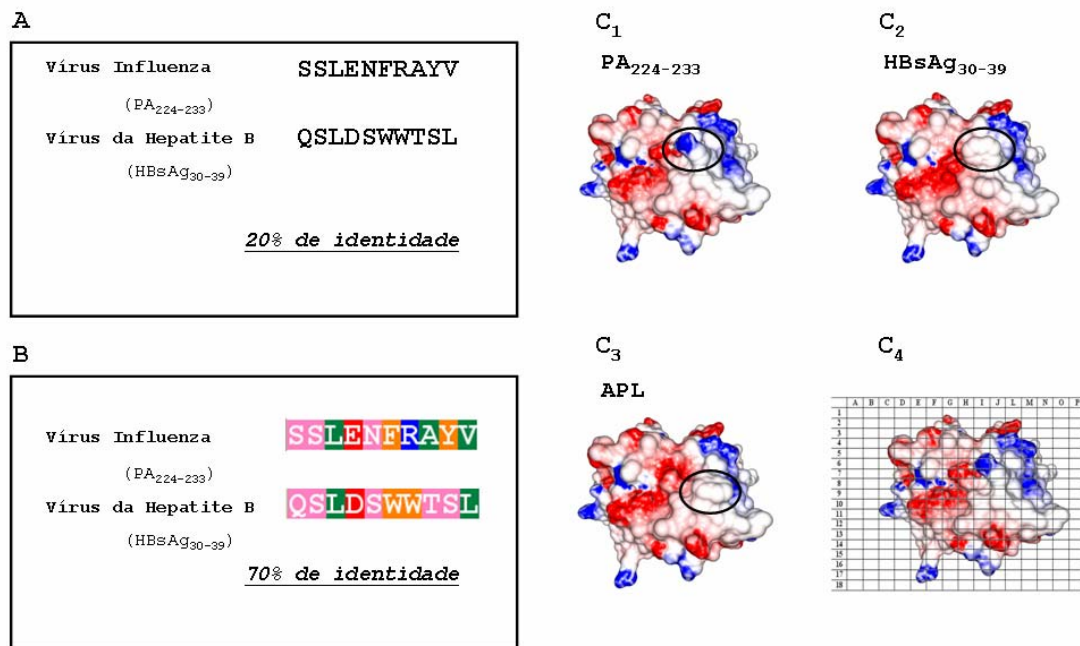 A
Vírus Influenza SSLENFRAYV
(PA224-233)
Vírus da Hepatite B QSLDSWWTSL
(HBsAg30-39)
20% de identidade
B
Vírus Influenza SSLENFRAYV
(PA224-233)
Vírus da Hepatite B QSLDSWWTSL
(HBsAg30-39)
70% de identidade
C1
PA224-233
C2
HBsAg30-39
C3
APL
C4
A B C D E F G H I J L M N O P
1
2
3
4
5
6
7
8
9
10
11
12
13
14
15
16
17
18